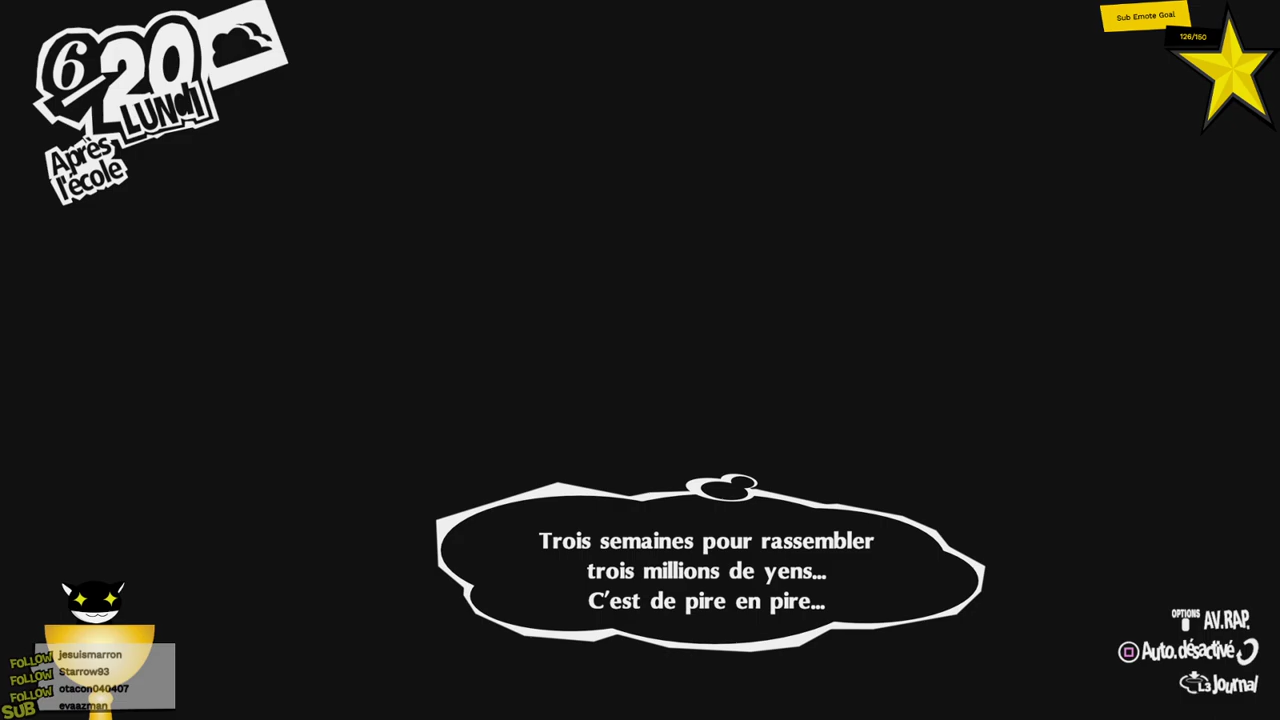 6/20
LUNdi
Après
l'école
Sub Emote Goal
126/150
Trois semaines pour rassembler
trois millions de yens...
C'est de pire en pire...
OPTIONS AV.RAP.
Auto.désactivé
L3 Journal
FOLLOW jesuismarron
FOLLOW Starrow93
FOLLOW otacon040407
SUB evaazman